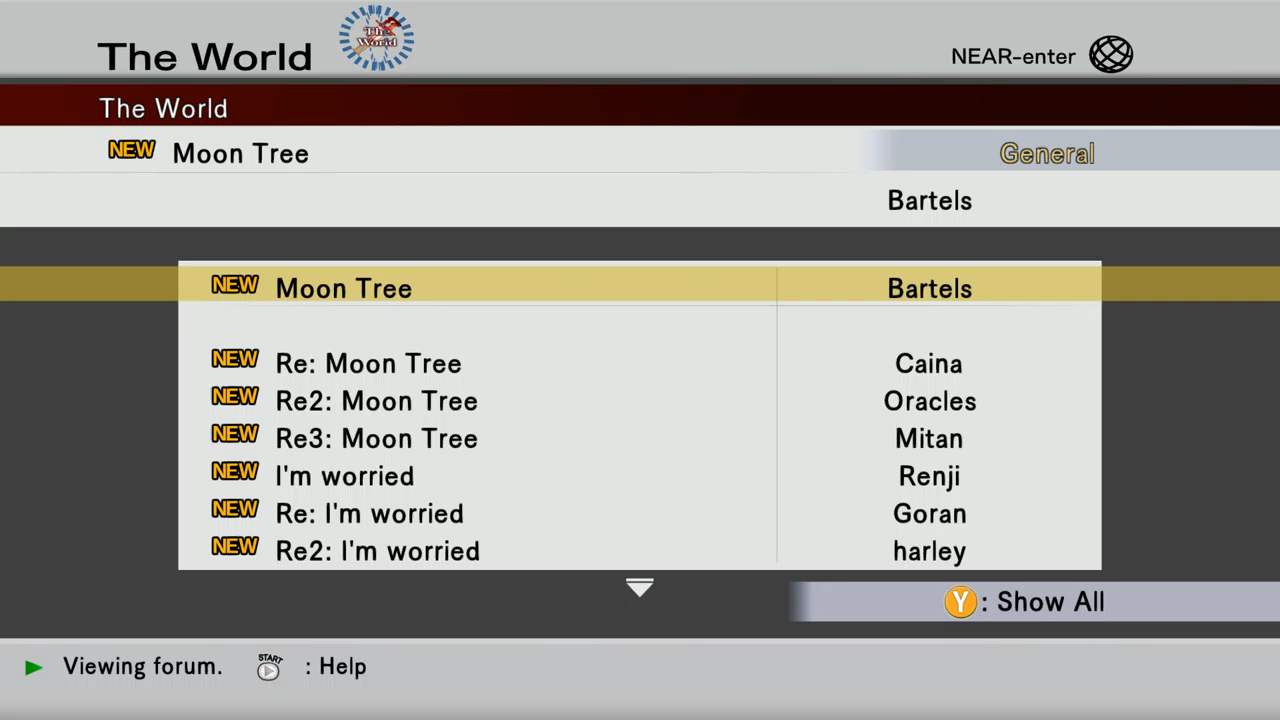 The World
The World
NEAR-enter
The World
NEW Moon Tree General
Bartels
NEW Moon Tree Bartels
NEW Re: Moon Tree Caina
NEW Re2: Moon Tree Oracles
NEW Re3: Moon Tree Mitan
NEW I'm worried Renji
NEW Re: I'm worried Goran
NEW Re2: I'm worried harley
Y : Show All
Viewing forum. START : Help